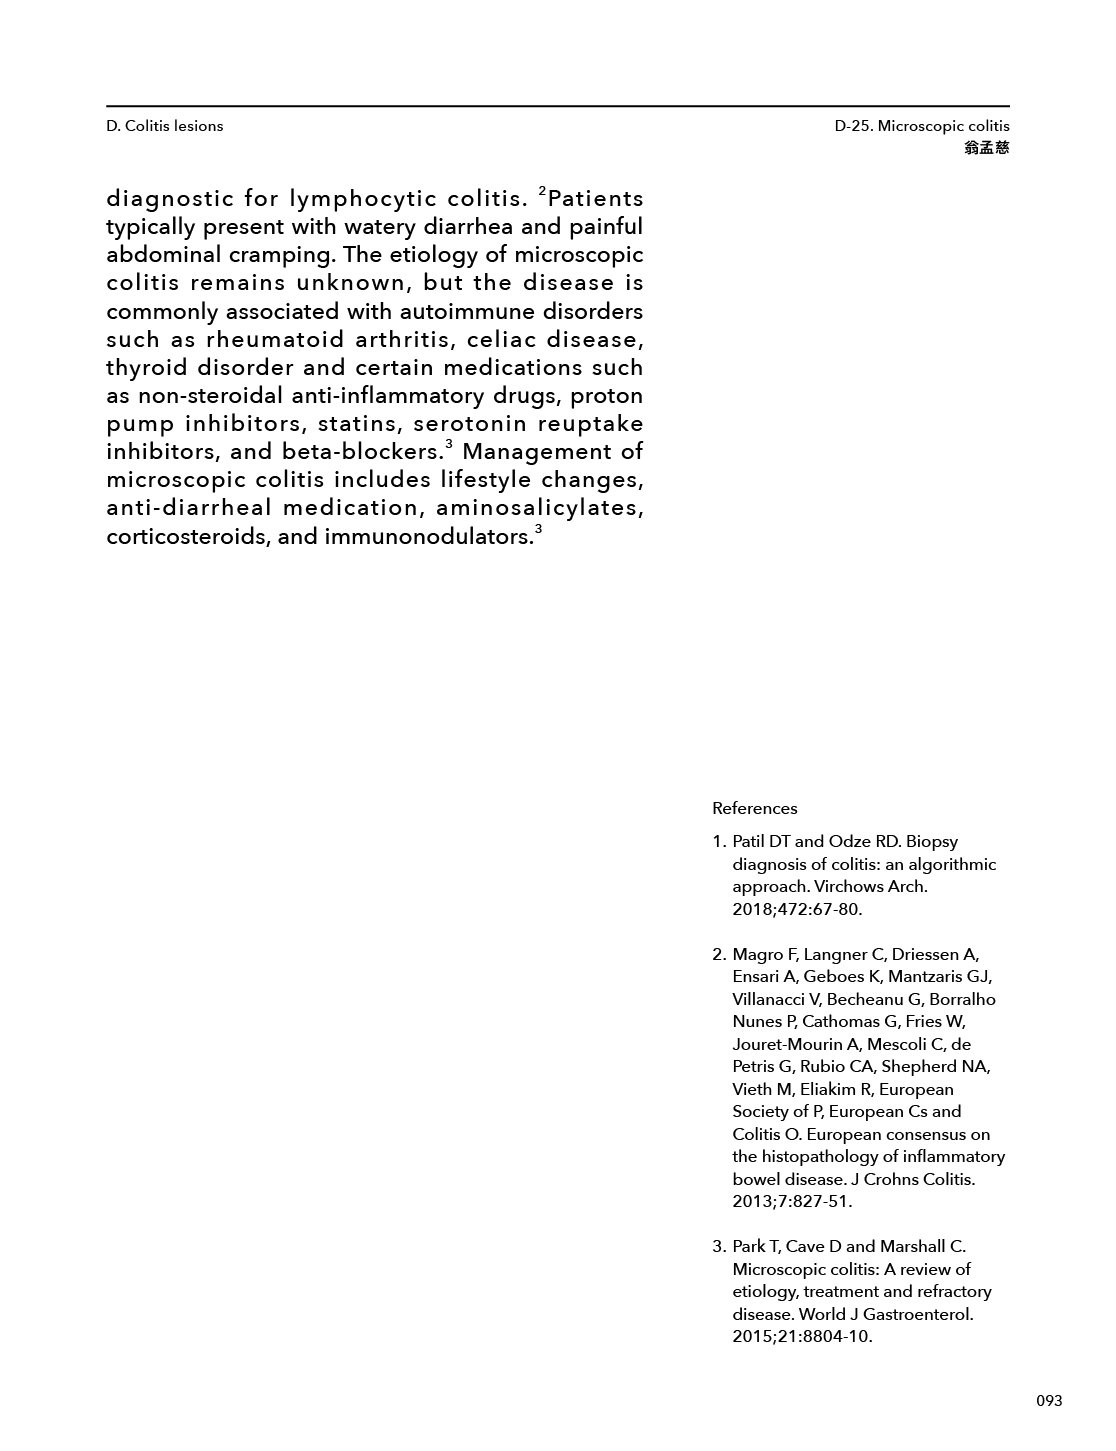 D. Colitis lesions
D-25. Microscopic colitis
翁孟慈
diagnostic for lymphocytic colitis. ²Patients
typically present with watery diarrhea and painful
abdominal cramping. The etiology of microscopic
colitis remains unknown, but the disease is
commonly associated with autoimmune disorders
such as rheumatoid arthritis, celiac disease,
thyroid disorder and certain medications such
as non-steroidal anti-inflammatory drugs, proton
pump inhibitors, statins, serotonin reuptake
inhibitors, and beta-blockers.³ Management of
microscopic colitis includes lifestyle changes,
anti-diarrheal medication, aminosalicylates,
corticosteroids, and immunonodulators.³
References
1. Patil DT and Odze RD. Biopsy
diagnosis of colitis: an algorithmic
approach. Virchows Arch.
2018;472:67-80.
2. Magro F, Langner C, Driessen A,
Ensari A, Geboes K, Mantzaris GJ,
Villanacci V, Becheanu G, Borralho
Nunes P, Cathomas G, Fries W,
Jouret-Mourin A, Mescoli C, de
Petris G, Rubio CA, Shepherd NA,
Vieth M, Eliakim R, European
Society of P, European Cs and
Colitis O. European consensus on
the histopathology of inflammatory
bowel disease. J Crohns Colitis.
2013;7:827-51.
3. Park T, Cave D and Marshall C.
Microscopic colitis: A review of
etiology, treatment and refractory
disease. World J Gastroenterol.
2015;21:8804-10.
093